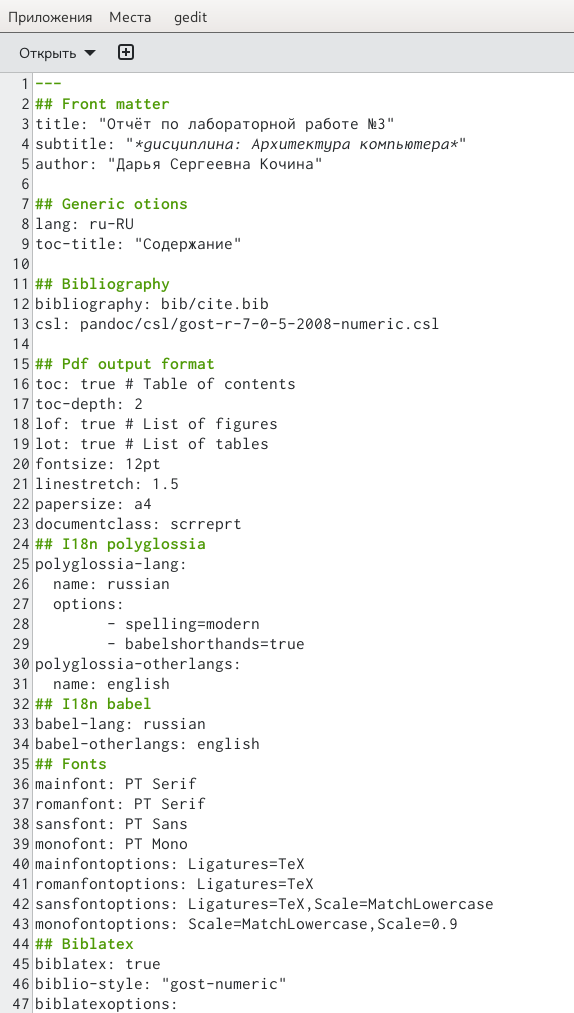 Приложения Места gedit
Открыть
1 ---
2 ## Front matter
3 title: "Отчёт по лабораторной работе №3"
4 subtitle: "*дисциплина: Архитектура компьютера*"
5 author: "Дарья Сергеевна Кочина"
6
7 ## Generic otions
8 lang: ru-RU
9 toc-title: "Содержание"
10
11 ## Bibliography
12 bibliography: bib/cite.bib
13 csl: pandoc/csl/gost-r-7-0-5-2008-numeric.csl
14
15 ## Pdf output format
16 toc: true # Table of contents
17 toc-depth: 2
18 lof: true # List of figures
19 lot: true # List of tables
20 fontsize: 12pt
21 linestretch: 1.5
22 papersize: a4
23 documentclass: scrreprt
24 ## I18n polyglossia
25 polyglossia-lang:
26   name: russian
27   options:
28         - spelling=modern
29         - babelshorthands=true
30 polyglossia-otherlangs:
31   name: english
32 ## I18n babel
33 babel-lang: russian
34 babel-otherlangs: english
35 ## Fonts
36 mainfont: PT Serif
37 romanfont: PT Serif
38 sansfont: PT Sans
39 monofont: PT Mono
40 mainfontoptions: Ligatures=TeX
41 romanfontoptions: Ligatures=TeX
42 sansfontoptions: Ligatures=TeX,Scale=MatchLowercase
43 monofontoptions: Scale=MatchLowercase,Scale=0.9
44 ## Biblatex
45 biblatex: true
46 biblio-style: "gost-numeric"
47 biblatexoptions: